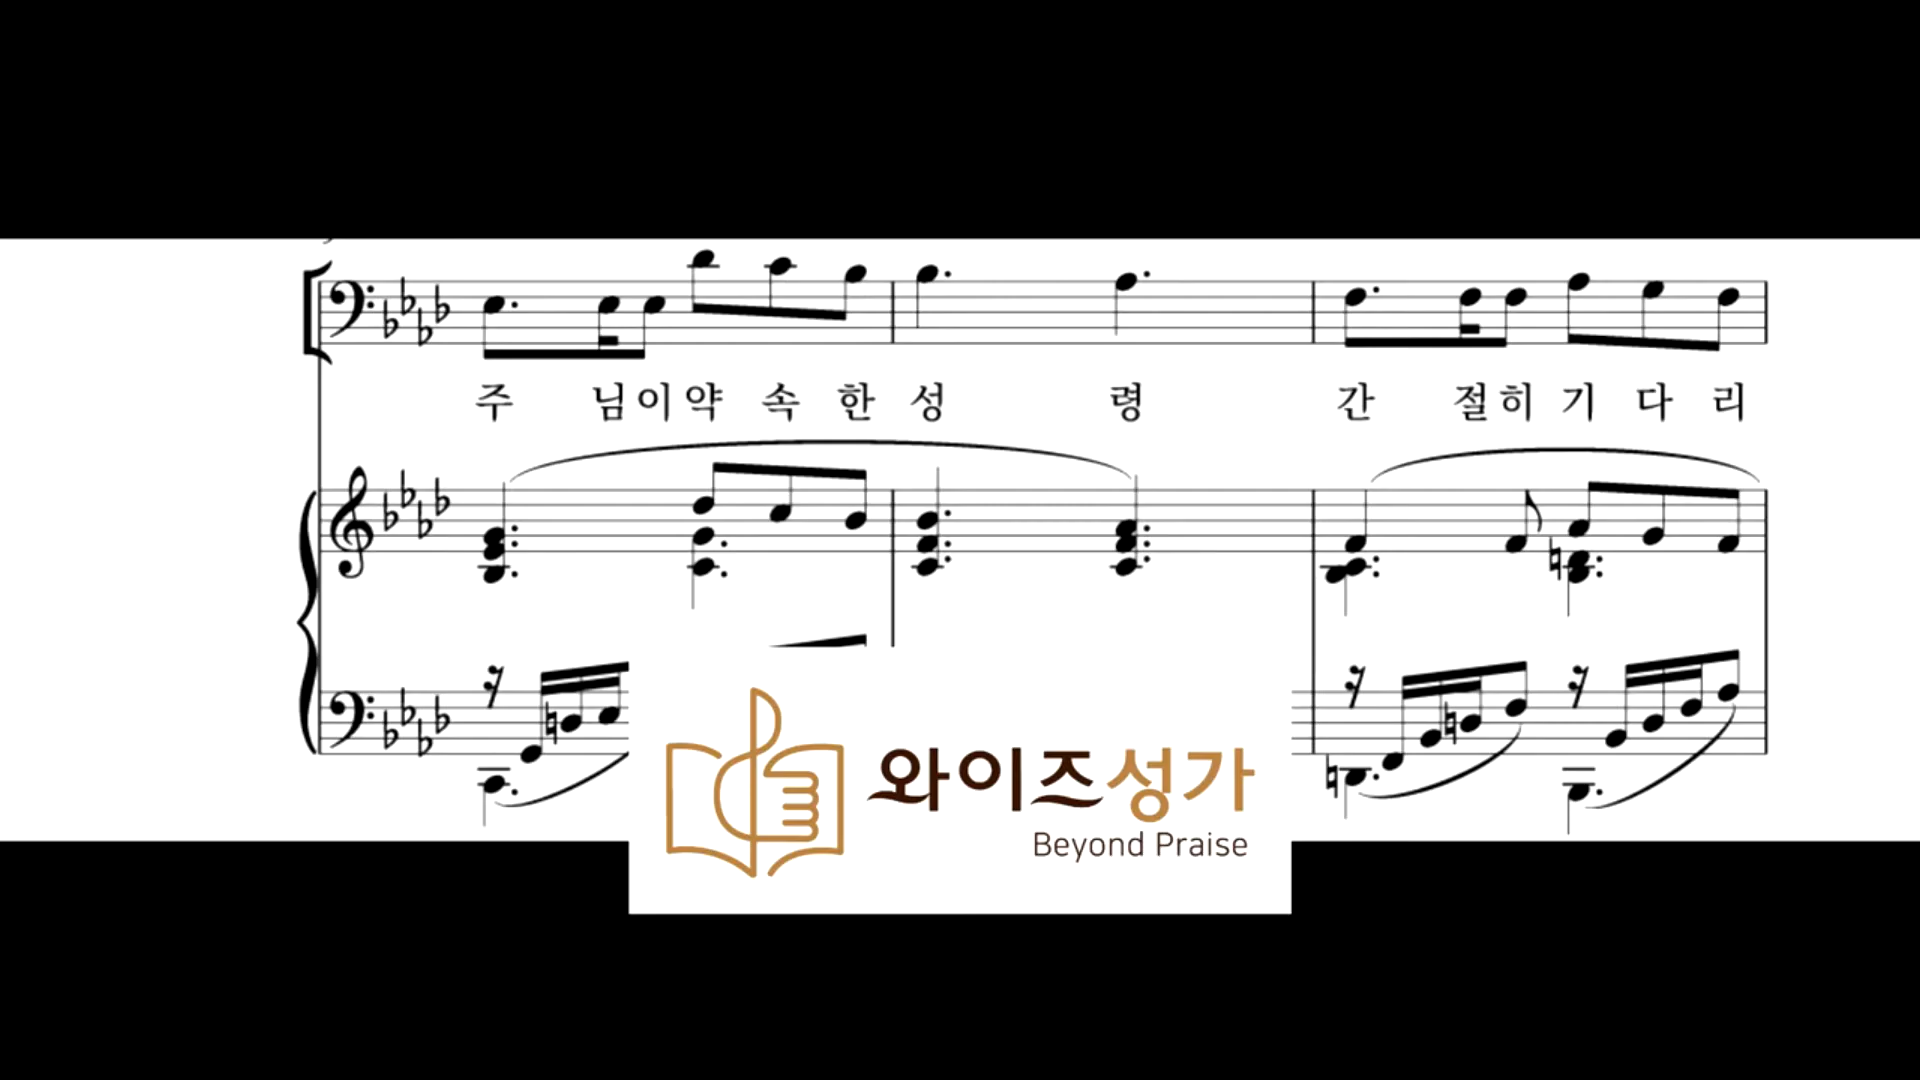 주 님이 약 속 한 성 령 간 절히 기 다 리
와이즈성가
Beyond Praise